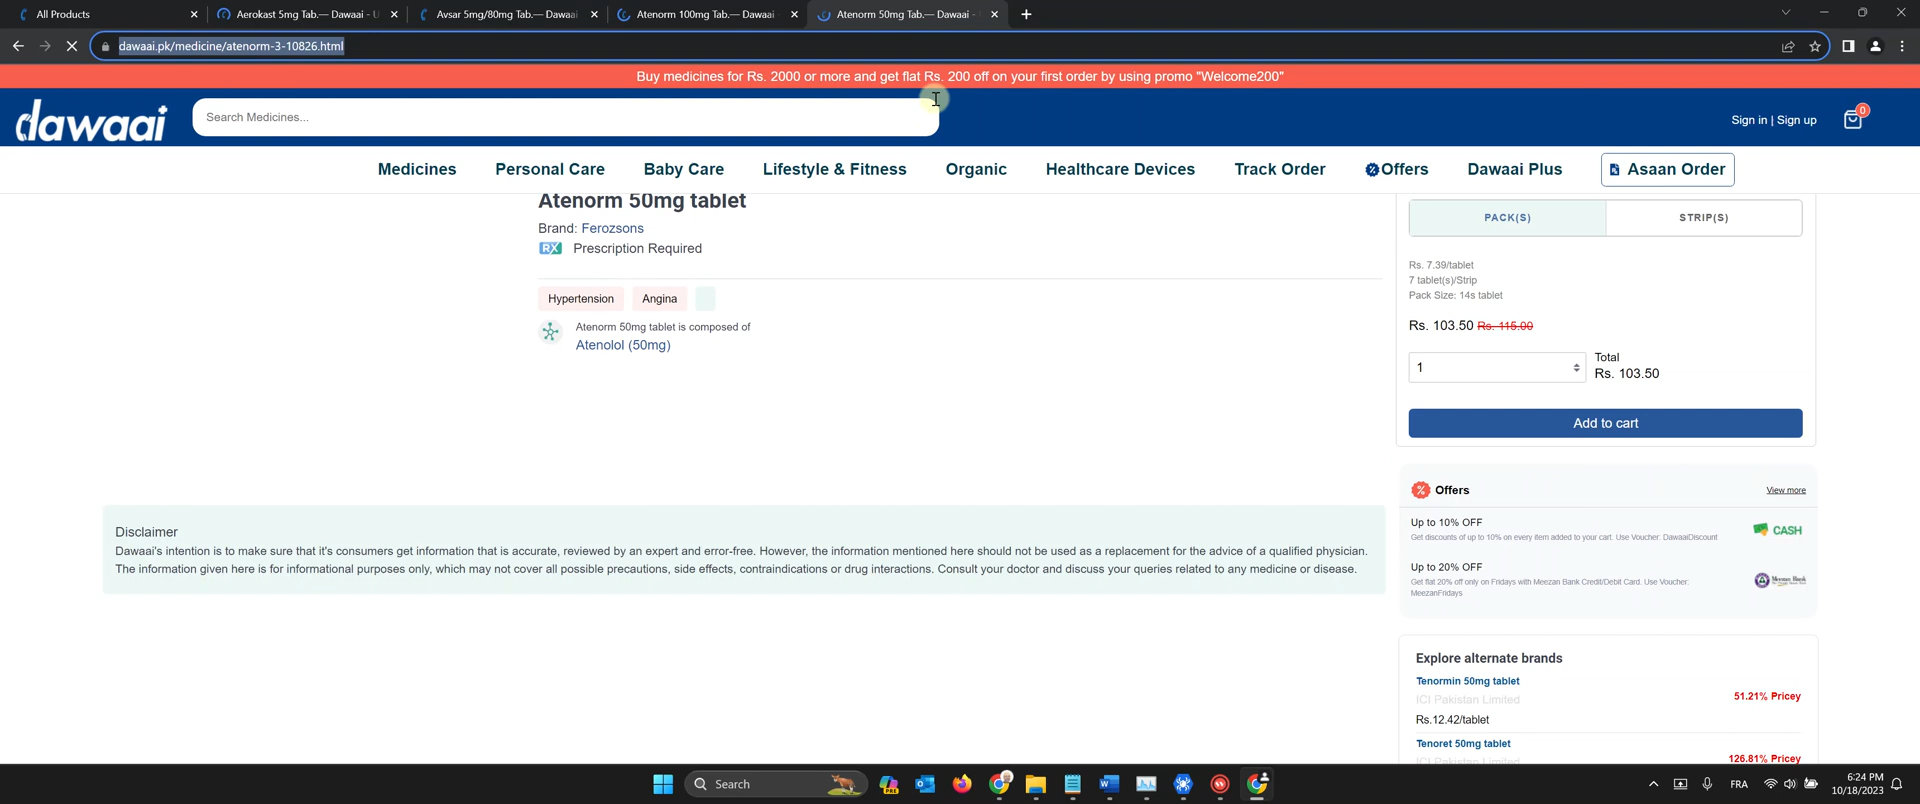 All Products
Aerokast 5mg Tab.— Dawaai - U
Avsar 5mg/80mg Tab.— Dawaai
Atenorm 100mg Tab.— Dawaai
Atenorm 50mg Tab.— Dawaai -
dawaai.pk/medicine/atenorm-3-10826.html
Buy medicines for Rs. 2000 or more and get flat Rs. 200 off on your first order by using promo "Welcome200"
dawaai
Search Medicines...
Sign in | Sign up
0
Medicines
Personal Care
Baby Care
Lifestyle & Fitness
Organic
Healthcare Devices
Track Order
Offers
Dawaai Plus
Asaan Order
Atenorm 50mg tablet
Brand: Ferozsons
RX Prescription Required
Hypertension
Angina
Atenorm 50mg tablet is composed of
Atenolol (50mg)
PACK(S)
STRIP(S)
Rs. 7.39/tablet
7 tablet(s)/Strip
Pack Size: 14s tablet
Rs. 103.50 Rs. 115.00
1
Total
Rs. 103.50
Add to cart
Disclaimer
Dawaai's intention is to make sure that it's consumers get information that is accurate, reviewed by an expert and error-free. However, the information mentioned here should not be used as a replacement for the advice of a qualified physician.
The information given here is for informational purposes only, which may not cover all possible precautions, side effects, contraindications or drug interactions. Consult your doctor and discuss your queries related to any medicine or disease.
% Offers
View more
Up to 10% OFF
Get discounts of up to 10% on every item added to your cart. Use Voucher: DawaaiDiscount
CASH
Up to 20% OFF
Get flat 20% off only on Fridays with Meezan Bank Credit/Debit Card. Use Voucher:
MeezanFridays
Meezan Bank
Explore alternate brands
Tenormin 50mg tablet
ICI Pakistan Limited
51.21% Pricey
Rs.12.42/tablet
Tenoret 50mg tablet
ICI Pakistan Limited
126.81% Pricey
Search
PRE
FRA
6:24 PM
10/18/2023